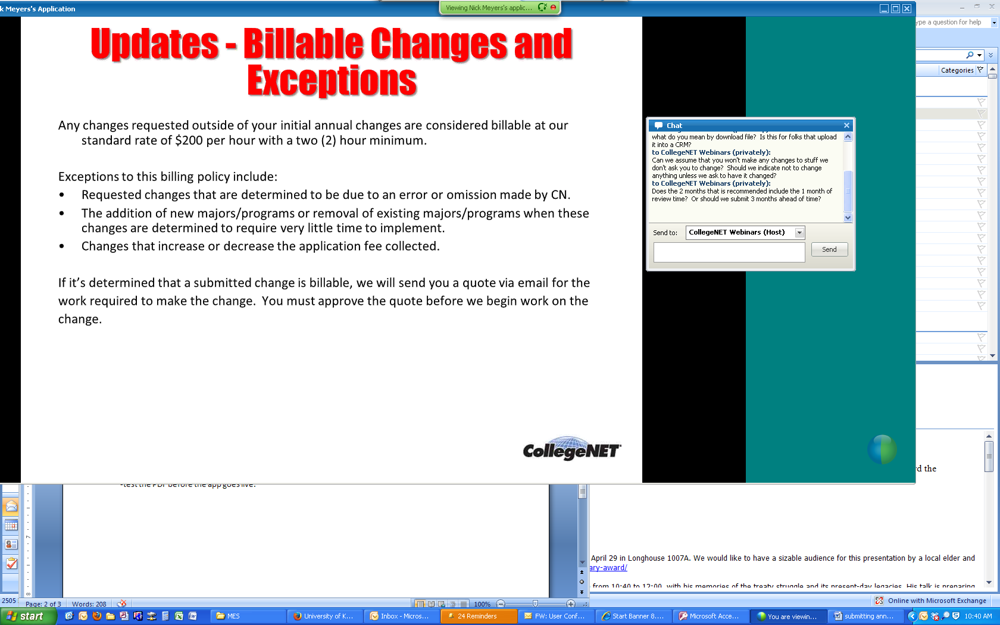 k Meyers's Application
Viewing Nick Meyers's applic...
Updates - Billable Changes and
Exceptions
Any changes requested outside of your initial annual changes are considered billable at our
standard rate of $200 per hour with a two (2) hour minimum.
Exceptions to this billing policy include:
• Requested changes that are determined to be due to an error or omission made by CN.
• The addition of new majors/programs or removal of existing majors/programs when these
changes are determined to require very little time to implement.
• Changes that increase or decrease the application fee collected.
If it's determined that a submitted change is billable, we will send you a quote via email for the
work required to make the change. You must approve the quote before we begin work on the
change.
CollegeNET
Chat
what do you mean by download file? Is this for folks that upload
it into a CRM?
to CollegeNET Webinars (privately):
Can we assume that you won't make any changes to stuff we
don't ask you to change? Should we indicate not to change
anything unless we ask to have it changed?
to CollegeNET Webinars (privately):
Does the 2 months that is recommended include the 1 month of
review time? Or should we submit 3 months ahead of time?
Send to: CollegeNET Webinars (Host)
Send
ype a question for help
Categories
d the
-test the PDF before the app goes live.
April 29 in Longhouse 1007A. We would like to have a sizable audience for this presentation by a local elder and
ary-award/
from 10:40 to 12:00, with his memories of the treaty struggle and its present-day legacies. His talk is preparing
2505
Page: 2 of 3 Words: 208
100%
Online with Microsoft Exchange
start
MES
University of K...
Inbox - Micros...
24 Reminders
FW: User Conf...
Start Banner 8....
Microsoft Acce...
You are viewin...
submitting ann...
10:40 AM